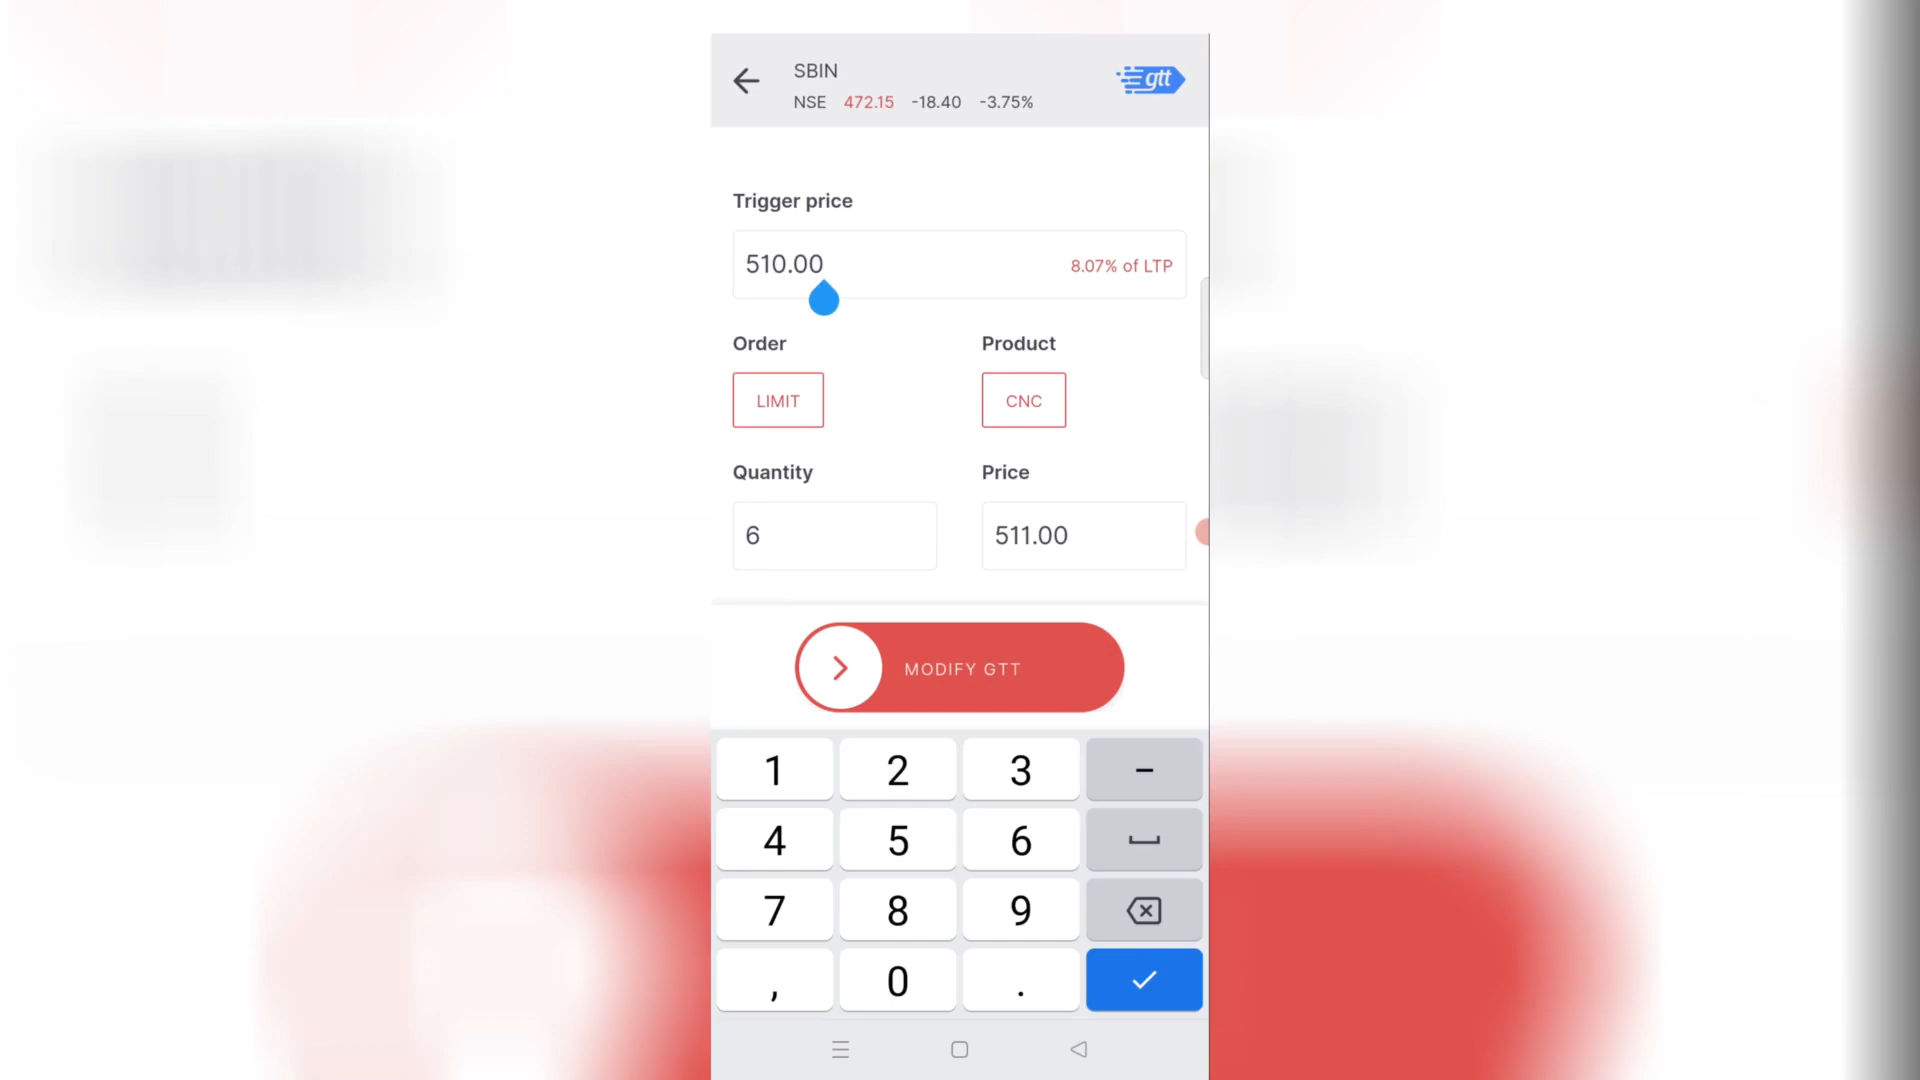 SBIN
NSE 472.15 -18.40 -3.75%
gtt
Trigger price
510.00 8.07% of LTP
Order Product
LIMIT CNC
Quantity Price
6 511.00
MODIFY GTT
1 2 3 -
4 5 6
7 8 9
, 0 .